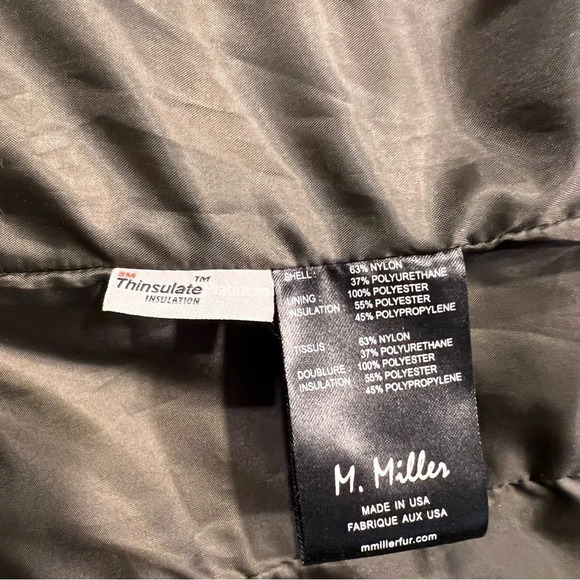 3M
Thinsulate™ Platinum
INSULATION
SHELL : 63% NYLON
37% POLYURETHANE
LINING : 100% POLYESTER
INSULATION : 55% POLYESTER
45% POLYPROPYLENE
TISSUS : 63% NYLON
37% POLYURETHANE
DOUBLURE : 100% POLYESTER
INSULATION : 55% POLYESTER
45% POLYPROPYLENE
M. Miller
MADE IN USA
FABRIQUE AUX USA
mmillerfur.com